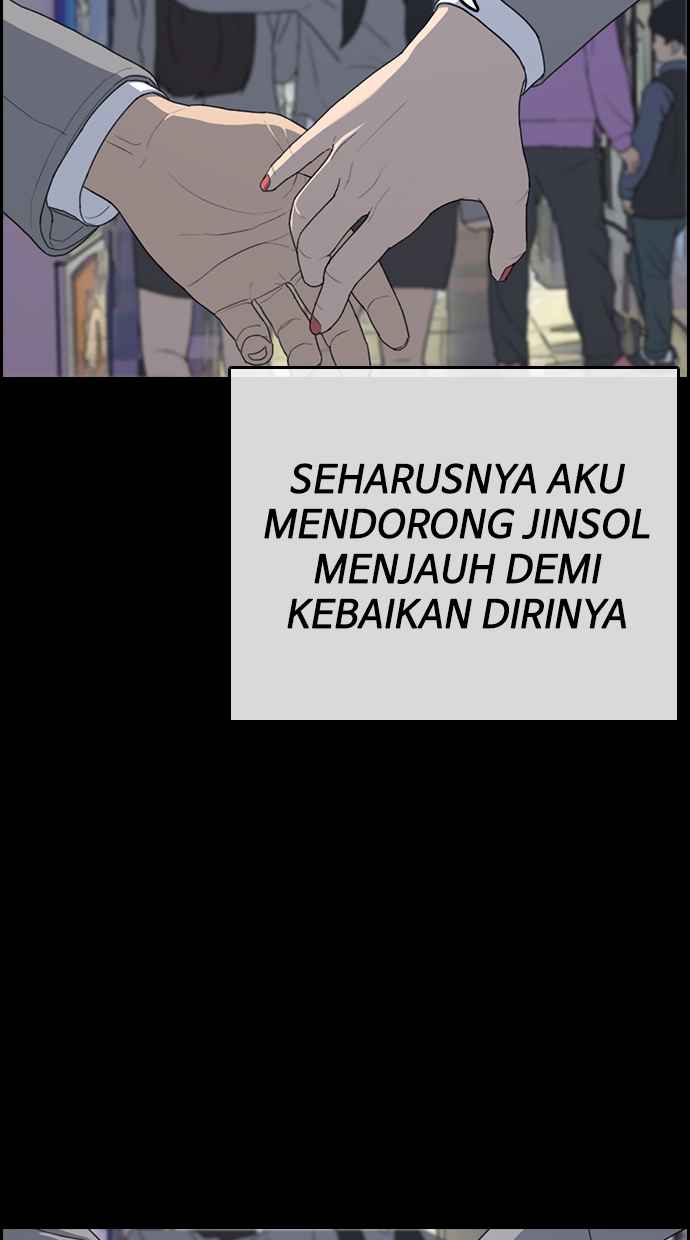 SEHARUSNYA AKU
MENDORONG JINSOL
MENJAUH DEMI
KEBAIKAN DIRINYA